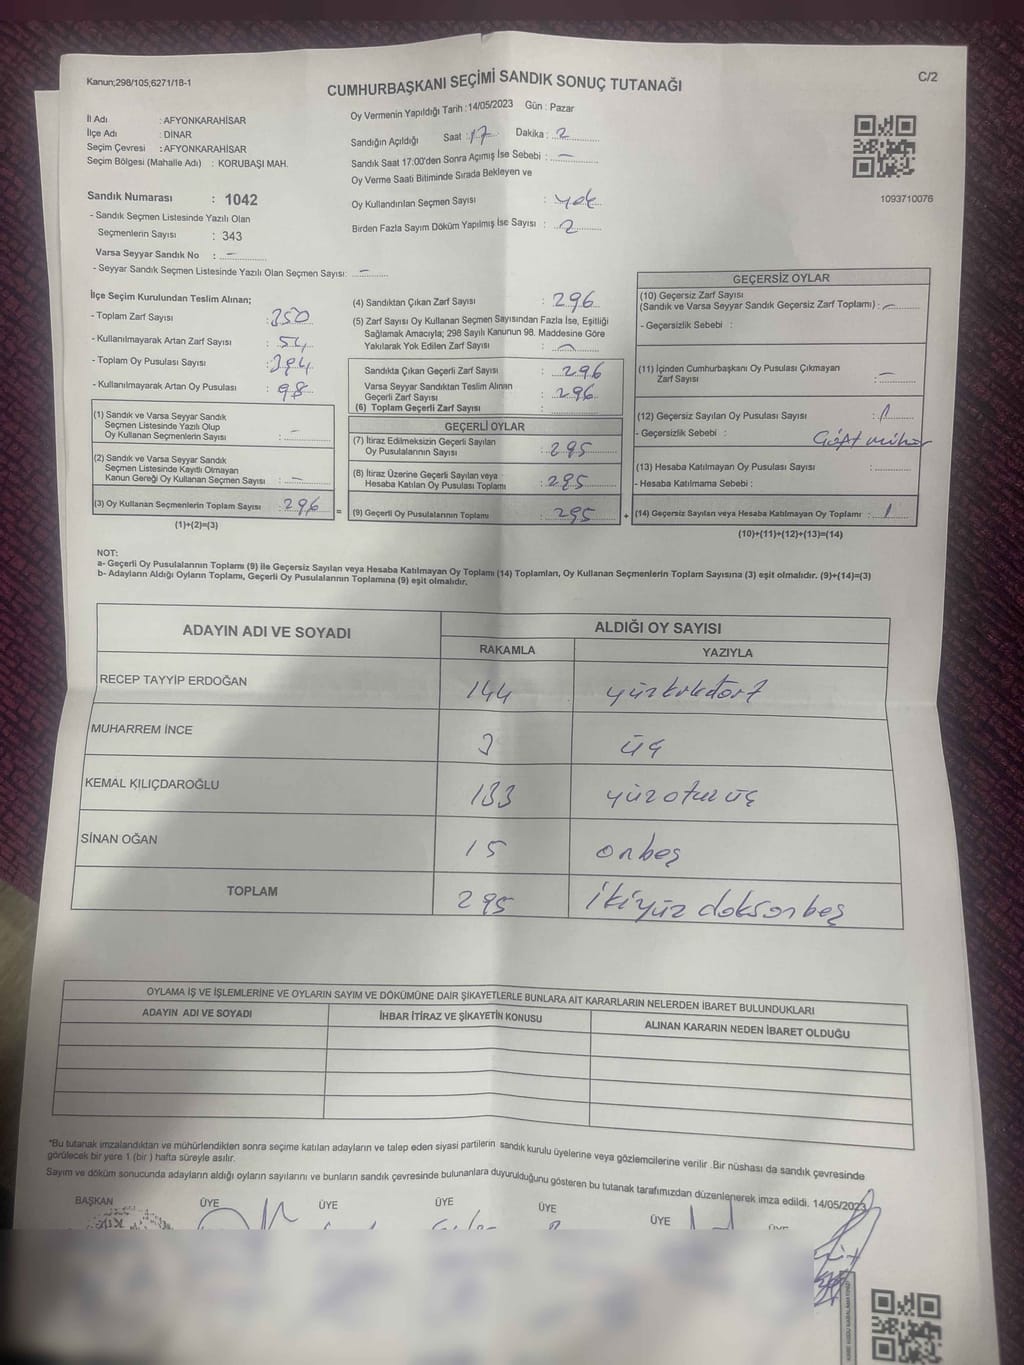 Kanun;298/105,6271/18-1
CUMHURBAŞKANI SEÇİMİ SANDIK SONUÇ TUTANAĞI
C/2
İl Adı : AFYONKARAHİSAR
İlçe Adı : DİNAR
Seçim Çevresi : AFYONKARAHİSAR
Seçim Bölgesi (Mahalle Adı) : KORUBAŞI MAH.
Oy Vermenin Yapıldığı Tarih : 14/05/2023 Gün : Pazar
Sandığın Açıldığı Saat : 17 Dakika : 2
Sandık Saat 17:00'den Sonra Açımış İse Sebebi : —
Oy Verme Saati Bitiminde Sırada Bekleyen ve
Oy Kullandırılan Seçmen Sayısı : yok
Birden Fazla Sayım Döküm Yapılmış İse Sayısı : 2
1093710076
Sandık Numarası : 1042
- Sandık Seçmen Listesinde Yazılı Olan
Seçmenlerin Sayısı : 343
Varsa Seyyar Sandık No : —
- Seyyar Sandık Seçmen Listesinde Yazılı Olan Seçmen Sayısı: —
İlçe Seçim Kurulundan Teslim Alınan;
- Toplam Zarf Sayısı : 350
- Kullanılmayarak Artan Zarf Sayısı : 54
- Toplam Oy Pusulası Sayısı : 394
- Kullanılmayarak Artan Oy Pusulası : 98
(1) Sandık ve Varsa Seyyar Sandık
Seçmen Listesinde Yazılı Olup
Oy Kullanan Seçmenlerin Sayısı : —
(2) Sandık ve Varsa Seyyar Sandık
Seçmen Listesinde Kayıtlı Olmayan
Kanun Gereği Oy Kullanan Seçmen Sayısı : —
(3) Oy Kullanan Seçmenlerin Toplam Sayısı : 296
(1)+(2)=(3)
(4) Sandıktan Çıkan Zarf Sayısı : 296
(5) Zarf Sayısı Oy Kullanan Seçmen Sayısından Fazla İse, Eşitliği
Sağlamak Amacıyla; 298 Sayılı Kanunun 98. Maddesine Göre
Yakılarak Yok Edilen Zarf Sayısı : —
Sandıkta Çıkan Geçerli Zarf Sayısı : 296
Varsa Seyyar Sandıktan Teslim Alınan
Geçerli Zarf Sayısı : 296
(6) Toplam Geçerli Zarf Sayısı :
GEÇERLİ OYLAR
(7) İtiraz Edilmeksizin Geçerli Sayılan
Oy Pusulalarının Sayısı : 295
(8) İtiraz Üzerine Geçerli Sayılan veya
Hesaba Katılan Oy Pusulası Toplamı : 295
= (9) Geçerli Oy Pusulalarının Toplamı : 295
GEÇERSİZ OYLAR
(10) Geçersiz Zarf Sayısı
(Sandık ve Varsa Seyyar Sandık Geçersiz Zarf Toplamı) : —
- Geçersizlik Sebebi :
(11) İçinden Cumhurbaşkanı Oy Pusulası Çıkmayan
Zarf Sayısı : —
(12) Geçersiz Sayılan Oy Pusulası Sayısı : 1
- Geçersizlik Sebebi :
(13) Hesaba Katılmayan Oy Pusulası Sayısı :
- Hesaba Katılmama Sebebi :
+ (14) Geçersiz Sayılan veya Hesaba Katılmayan Oy Toplamı : 1
(10)+(11)+(12)+(13)=(14)
NOT:
a- Geçerli Oy Pusulalarının Toplamı (9) ile Geçersiz Sayılan veya Hesaba Katılmayan Oy Toplamı (14) Toplamları, Oy Kullanan Seçmenlerin Toplam Sayısına (3) eşit olmalıdır. (9)+(14)=(3)
b- Adayların Aldığı Oyların Toplamı, Geçerli Oy Pusulalarının Toplamına (9) eşit olmalıdır.
ADAYIN ADI VE SOYADI ALDIĞI OY SAYISI
RAKAMLA YAZIYLA
RECEP TAYYİP ERDOĞAN 144 yüzkırkdört
MUHARREM İNCE 3 üç
KEMAL KILIÇDAROĞLU 133 yüzotuzüç
SİNAN OĞAN 15 onbeş
TOPLAM 295 ikiyüz doksanbeş
OYLAMA İŞ VE İŞLEMLERİNE VE OYLARIN SAYIM VE DÖKÜMÜNE DAİR ŞİKAYETLERLE BUNLARA AİT KARARLARIN NELERDEN İBARET BULUNDUKLARI
ADAYIN ADI VE SOYADI İHBAR İTİRAZ VE ŞİKAYETİN KONUSU ALINAN KARARIN NEDEN İBARET OLDUĞU
*Bu tutanak imzalandıktan ve mühürlendikten sonra seçime katılan adayların ve talep eden siyasi partilerin sandık kurulu üyelerine veya gözlemcilerine verilir .Bir nüshası da sandık çevresinde
görülecek bir yere 1 (bir ) hafta süreyle asılır.
Sayım ve döküm sonucunda adayların aldığı oyların sayılarını ve bunların sandık çevresinde bulunanlara duyurulduğunu gösteren bu tutanak tarafımızdan düzenlenerek imza edildi. 14/05/2023
BAŞKAN ÜYE ÜYE ÜYE ÜYE ÜYE ÜYE